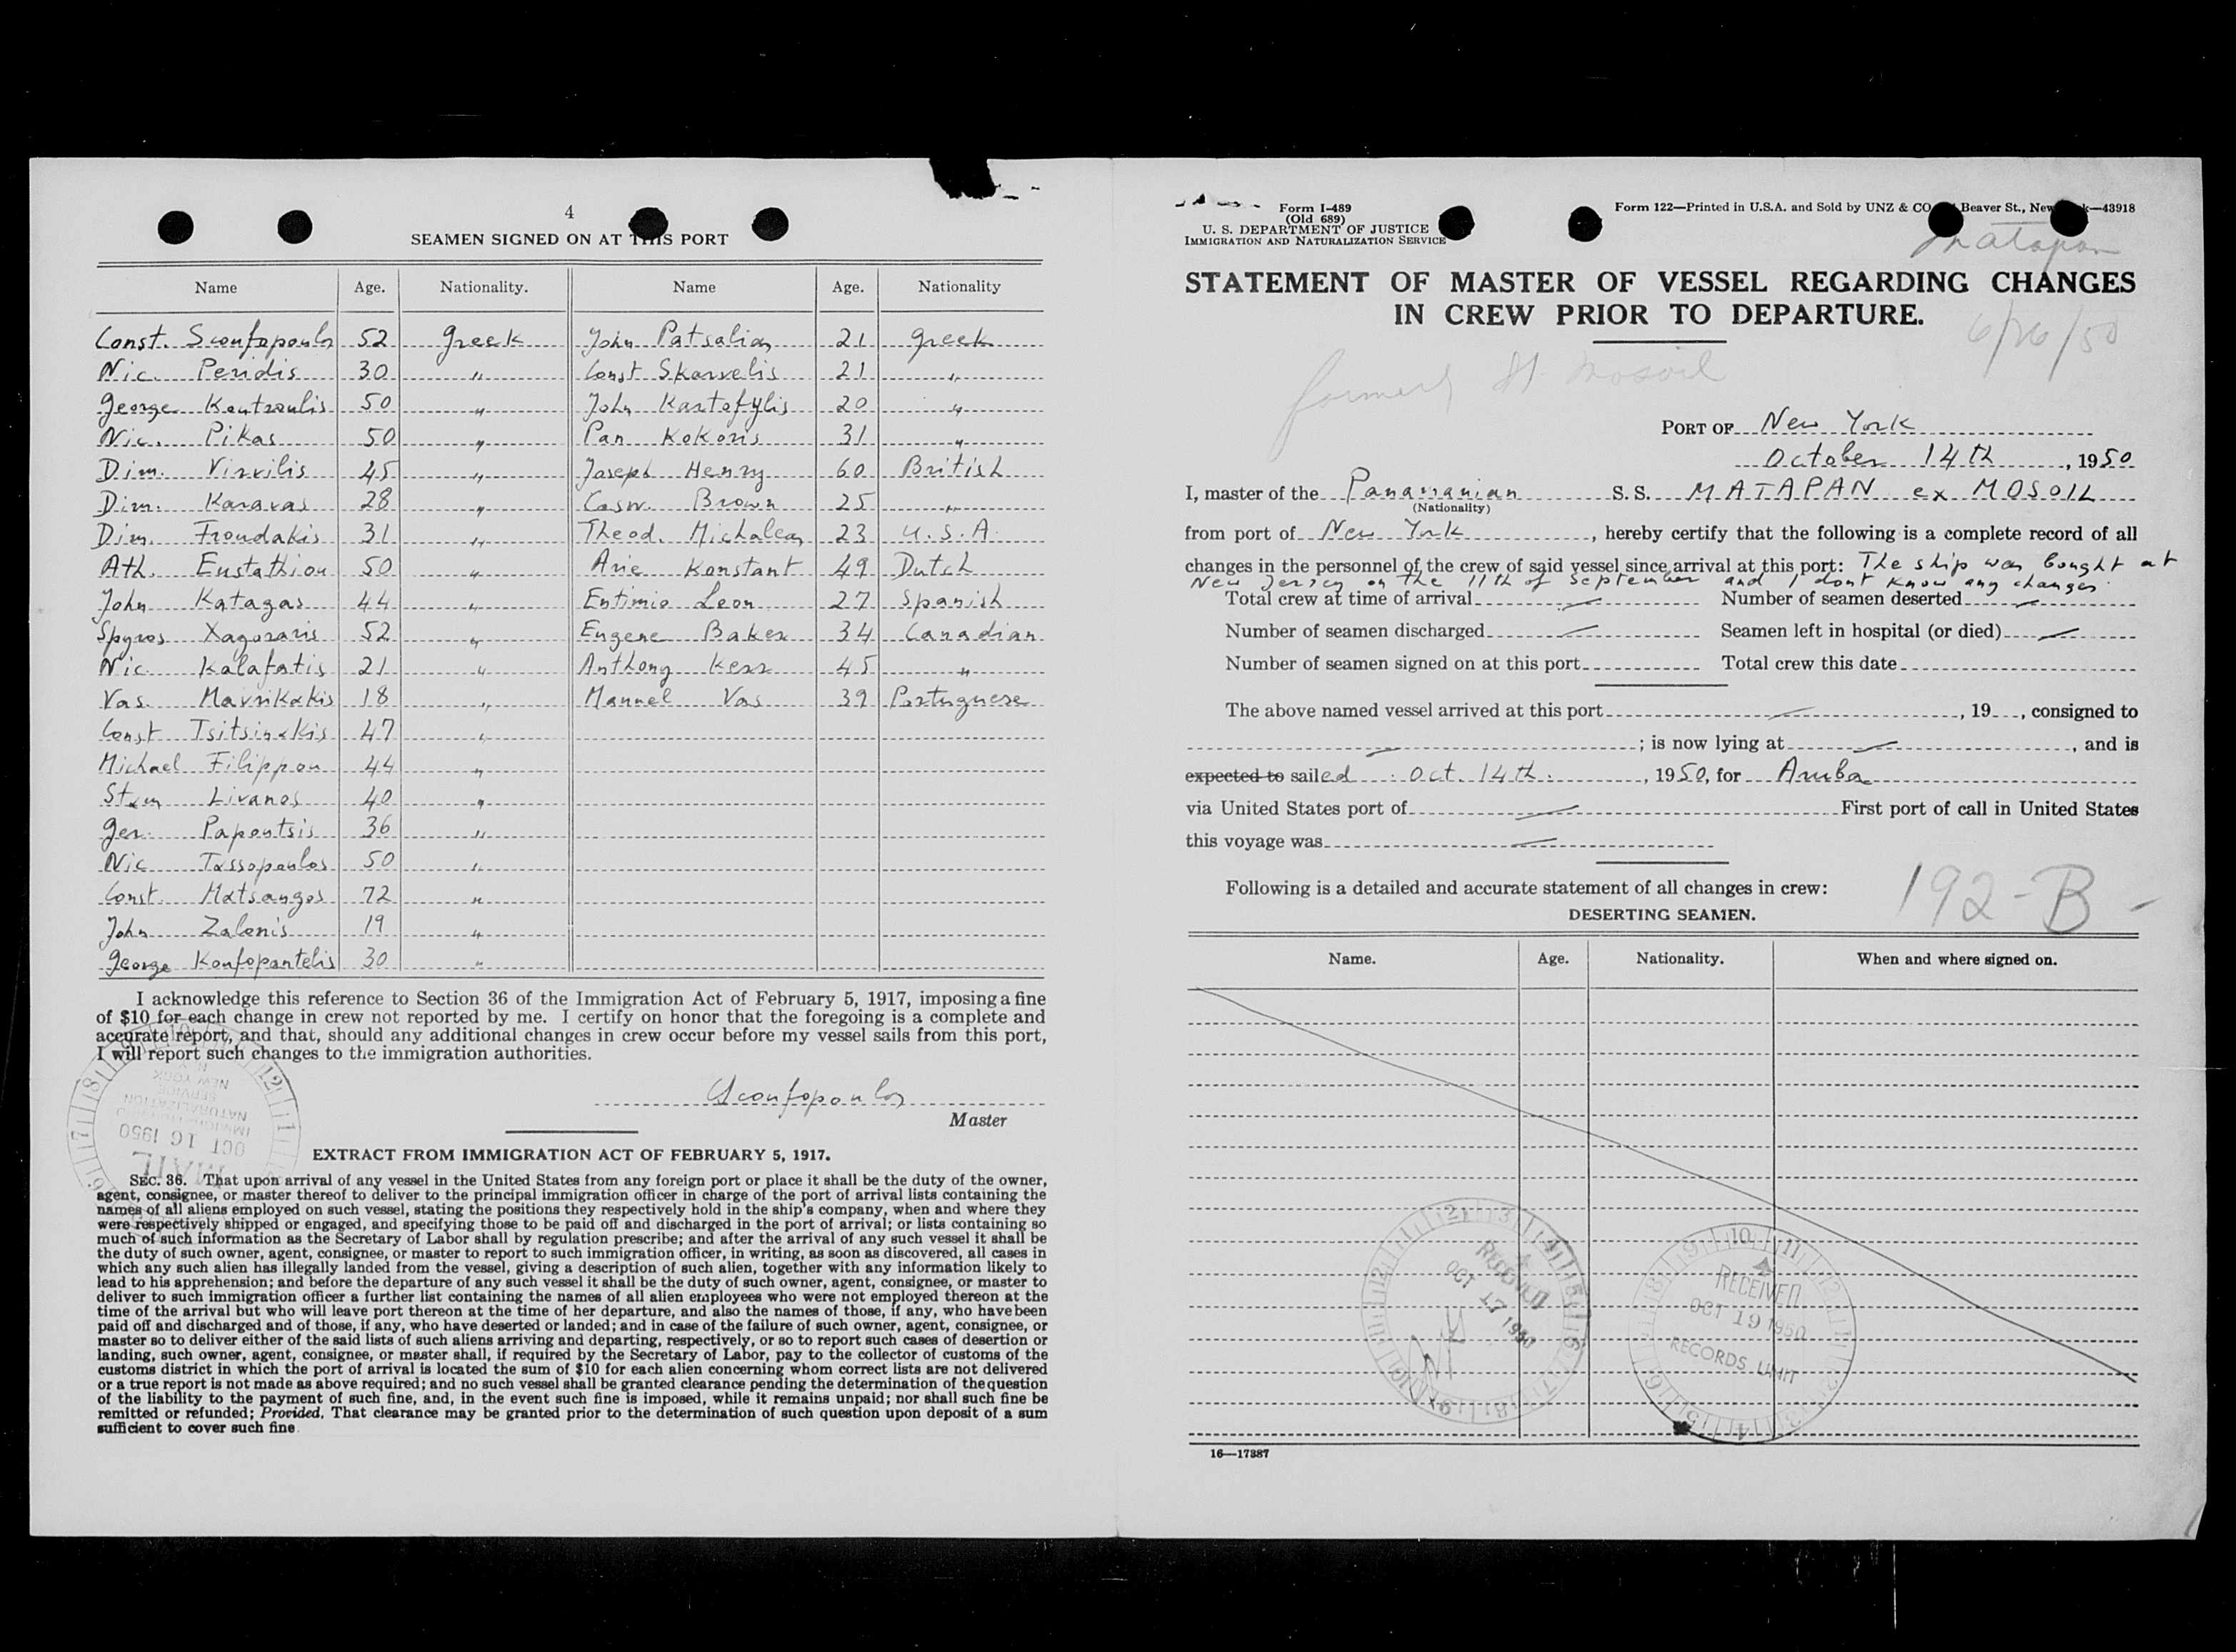 4
SEAMEN SIGNED ON AT THIS PORT
Name Age. Nationality. Name Age. Nationality
Const. Sconfopoulos 52 Greek John Patsalias 21 Greek
Nic. Peridis 30 " Const Skarvelis 21 "
George Kontroulis 50 " John Kartofylis 20 "
Nic. Pikas 50 " Pan Kokoris 31 "
Dim. Virvilis 45 " Joseph Henry 60 British
Dim. Karavas 28 " Casw. Brown 25 "
Dim. Froudakis 31 " Theod. Michaleas 23 U.S.A.
Ath. Eustathiou 50 " Arie Konstant 49 Dutch
John Katagas 44 " Entimio Leon 27 Spanish
Spyros Xagoraris 52 " Eugene Baker 34 Canadian
Nic. Kalafatis 21 " Anthony Kerr 45 "
Vas. Mavrikakis 18 " Manuel Vas 39 Portuguese
Const Tsitsinakis 47 "
Michael Filippou 44 "
Stam Livanos 40 "
Ger. Papoutsis 36 "
Nic Tassopoulos 50 "
Const. Matsangos 72 "
John Zalonis 19 "
George Konfopantelis 30 "
I acknowledge this reference to Section 36 of the Immigration Act of February 5, 1917, imposing a fine
of $10 for each change in crew not reported by me. I certify on honor that the foregoing is a complete and
accurate report, and that, should any additional changes in crew occur before my vessel sails from this port,
I will report such changes to the immigration authorities.
Sconfopoulos
Master
OCT 16 1950
MAIL
EXTRACT FROM IMMIGRATION ACT OF FEBRUARY 5, 1917.
SEC. 36. That upon arrival of any vessel in the United States from any foreign port or place it shall be the duty of the owner,
agent, consignee, or master thereof to deliver to the principal immigration officer in charge of the port of arrival lists containing the
names of all aliens employed on such vessel, stating the positions they respectively hold in the ship's company, when and where they
were respectively shipped or engaged, and specifying those to be paid off and discharged in the port of arrival; or lists containing so
much of such information as the Secretary of Labor shall by regulation prescribe; and after the arrival of any such vessel it shall be
the duty of such owner, agent, consignee, or master to report to such immigration officer, in writing, as soon as discovered, all cases in
which any such alien has illegally landed from the vessel, giving a description of such alien, together with any information likely to
lead to his apprehension; and before the departure of any such vessel it shall be the duty of such owner, agent, consignee, or master to
deliver to such immigration officer a further list containing the names of all alien employees who were not employed thereon at the
time of the arrival but who will leave port thereon at the time of her departure, and also the names of those, if any, who have been
paid off and discharged and of those, if any, who have deserted or landed; and in case of the failure of such owner, agent, consignee, or
master so to deliver either of the said lists of such aliens arriving and departing, respectively, or so to report such cases of desertion or
landing, such owner, agent, consignee, or master shall, if required by the Secretary of Labor, pay to the collector of customs of the
customs district in which the port of arrival is located the sum of $10 for each alien concerning whom correct lists are not delivered
or a true report is not made as above required; and no such vessel shall be granted clearance pending the determination of the question
of the liability to the payment of such fine, and, in the event such fine is imposed, while it remains unpaid; nor shall such fine be
remitted or refunded; Provided, That clearance may be granted prior to the determination of such question upon deposit of a sum
sufficient to cover such fine.
Form I-489
(Old 689)
U. S. DEPARTMENT OF JUSTICE
IMMIGRATION AND NATURALIZATION SERVICE
Form 122—Printed in U.S.A. and Sold by UNZ & CO. Beaver St., New —43918
Matapan
STATEMENT OF MASTER OF VESSEL REGARDING CHANGES
IN CREW PRIOR TO DEPARTURE.
6/26/50
formerly Mosoil
PORT OF New York
October 14th, 1950
I, master of the Panamanian S. S. MATAPAN ex MOSOIL
(Nationality)
from port of New York, hereby certify that the following is a complete record of all
changes in the personnel of the crew of said vessel since arrival at this port: The ship was bought at
New Jersey on the 11th of September and I dont know any changes.
Total crew at time of arrival Number of seamen deserted
Number of seamen discharged Seamen left in hospital (or died)
Number of seamen signed on at this port Total crew this date
The above named vessel arrived at this port , 19 , consigned to
; is now lying at , and is
expected to sailed Oct. 14th, 1950, for Aruba
via United States port of First port of call in United States
this voyage was
Following is a detailed and accurate statement of all changes in crew:
192-B-
DESERTING SEAMEN.
Name. Age. Nationality. When and where signed on.
RECEIVED
OCT 17 1950
NY
RECEIVED
OCT 19 1950
RECORDS UNIT
16—17387